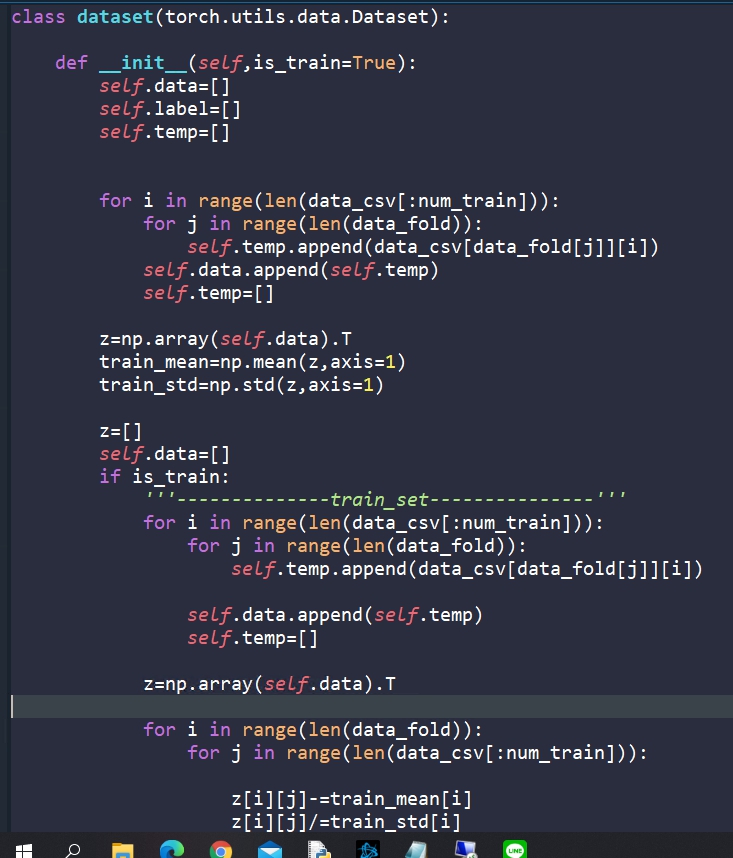 class dataset(torch.utils.data.Dataset):
    def __init__(self,is_train=True):
        self.data=[]
        self.label=[]
        self.temp=[]
        for i in range(len(data_csv[:num_train])):
            for j in range(len(data_fold)):
                self.temp.append(data_csv[data_fold[j]][i])
            self.data.append(self.temp)
            self.temp=[]
        z=np.array(self.data).T
        train_mean=np.mean(z,axis=1)
        train_std=np.std(z,axis=1)
        z=[]
        self.data=[]
        if is_train:
            '''--------------train_set---------------'''
            for i in range(len(data_csv[:num_train])):
                for j in range(len(data_fold)):
                    self.temp.append(data_csv[data_fold[j]][i])
                self.data.append(self.temp)
                self.temp=[]
            z=np.array(self.data).T
            for i in range(len(data_fold)):
                for j in range(len(data_csv[:num_train])):
                    z[i][j]-=train_mean[i]
                    z[i][j]/=train_std[i]
LINE